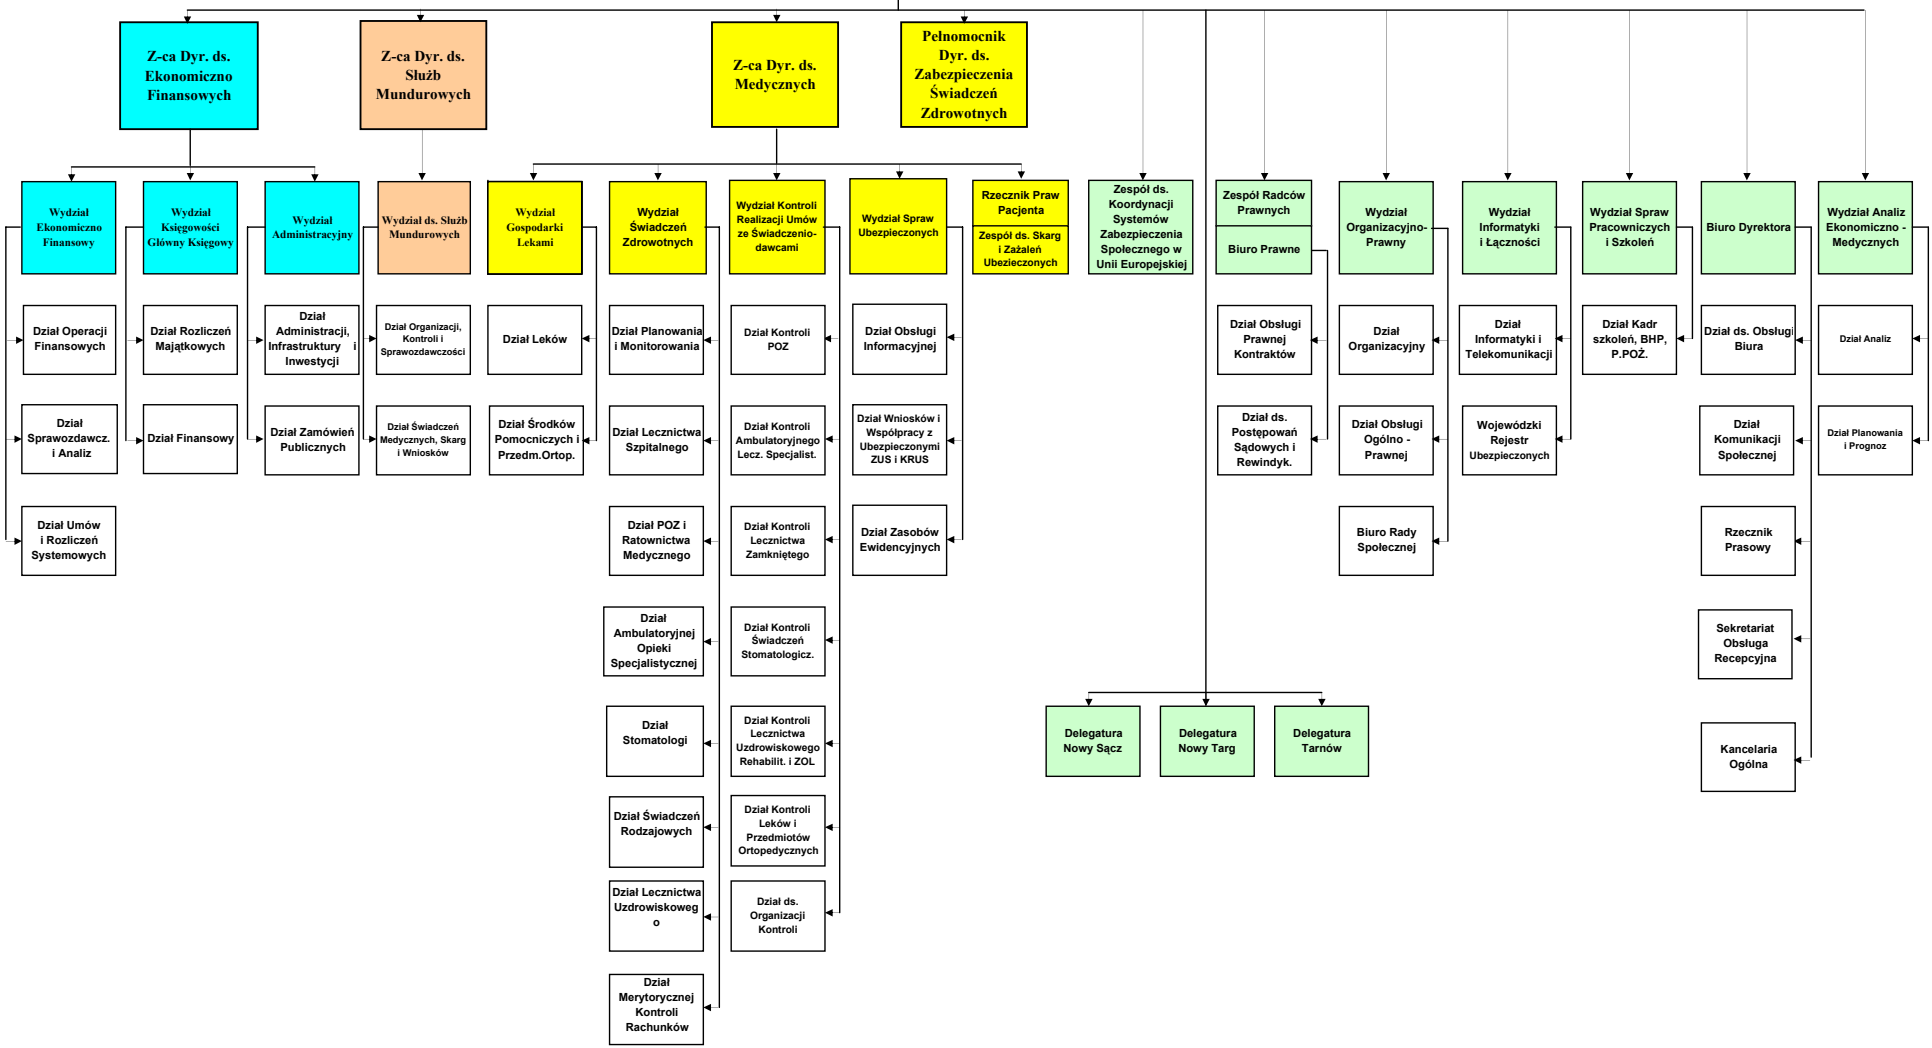 Z-ca Dyr. ds.
Ekonomiczno
Finansowych
Z-ca Dyr. ds.
Służb
Mundurowych
Z-ca Dyr. ds.
Medycznych
Pełnomocnik
Dyr. ds.
Zabezpieczenia
Świadczeń
Zdrowotnych
Wydział
Ekonomiczno
Finansowy
Wydział
Księgowości
Główny Księgowy
Wydział
Administracyjny
Wydział ds. Służb
Mundurowych
Wydział
Gospodarki
Lekami
Wydział
Świadczeń
Zdrowotnych
Wydział Kontroli
Realizacji Umów
ze Świadczenio-
dawcami
Wydział Spraw
Ubezpieczonych
Rzecznik Praw
Pacjenta
Zespół ds. Skarg
i Zażaleń
Ubezieczonych
Zespół ds.
Koordynacji
Systemów
Zabezpieczenia
Społecznego w
Unii Europejskiej
Zespół Radców
Prawnych
Biuro Prawne
Wydział
Organizacyjno-
Prawny
Wydział
Informatyki
i Łączności
Wydział Spraw
Pracowniczych
i Szkoleń
Biuro Dyrektora
Wydział Analiz
Ekonomiczno -
Medycznych
Dział Operacji
Finansowych
Dział Rozliczeń
Majątkowych
Dział
Administracji,
Infrastruktury i
Inwestycji
Dział Organizacji,
Kontroli i
Sprawozdawczości
Dział Leków
Dział Planowania
i Monitorowania
Dział Kontroli
POZ
Dział Obsługi
Informacyjnej
Dział Obsługi
Prawnej
Kontraktów
Dział
Organizacyjny
Dział
Informatyki i
Telekomunikacji
Dział Kadr
szkoleń, BHP,
P.POŻ.
Dział ds. Obsługi
Biura
Dział Analiz
Dział
Sprawozdawcz.
i Analiz
Dział Finansowy
Dział Zamówień
Publicznych
Dział Świadczeń
Medycznych, Skarg
i Wniosków
Dział Środków
Pomocniczych i
Przedm.Ortop.
Dział Lecznictwa
Szpitalnego
Dział Kontroli
Ambulatoryjnego
Lecz. Specjalist.
Dział Wniosków i
Współpracy z
Ubezpieczonymi
ZUS i KRUS
Dział ds.
Postępowań
Sądowych i
Rewindyk.
Dział Obsługi
Ogólno -
Prawnej
Wojewódzki
Rejestr
Ubezpieczonych
Dział
Komunikacji
Społecznej
Dział Planowania
i Prognoz
Dział Umów
i Rozliczeń
Systemowych
Dział POZ i
Ratownictwa
Medycznego
Dział Kontroli
Lecznictwa
Zamkniętego
Dział Zasobów
Ewidencyjnych
Biuro Rady
Społecznej
Rzecznik
Prasowy
Dział
Ambulatoryjnej
Opieki
Specjalistycznej
Dział Kontroli
Świadczeń
Stomatologicz.
Sekretariat
Obsługa
Recepcyjna
Dział
Stomatologi
Dział Kontroli
Lecznictwa
Uzdrowiskowego
Rehabilit. i ZOL
Delegatura
Nowy Sącz
Delegatura
Nowy Targ
Delegatura
Tarnów
Kancelaria
Ogólna
Dział Świadczeń
Rodzajowych
Dział Kontroli
Leków i
Przedmiotów
Ortopedycznych
Dział Lecznictwa
Uzdrowiskoweg
o
Dział ds.
Organizacji
Kontroli
Dział
Merytorycznej
Kontroli
Rachunków